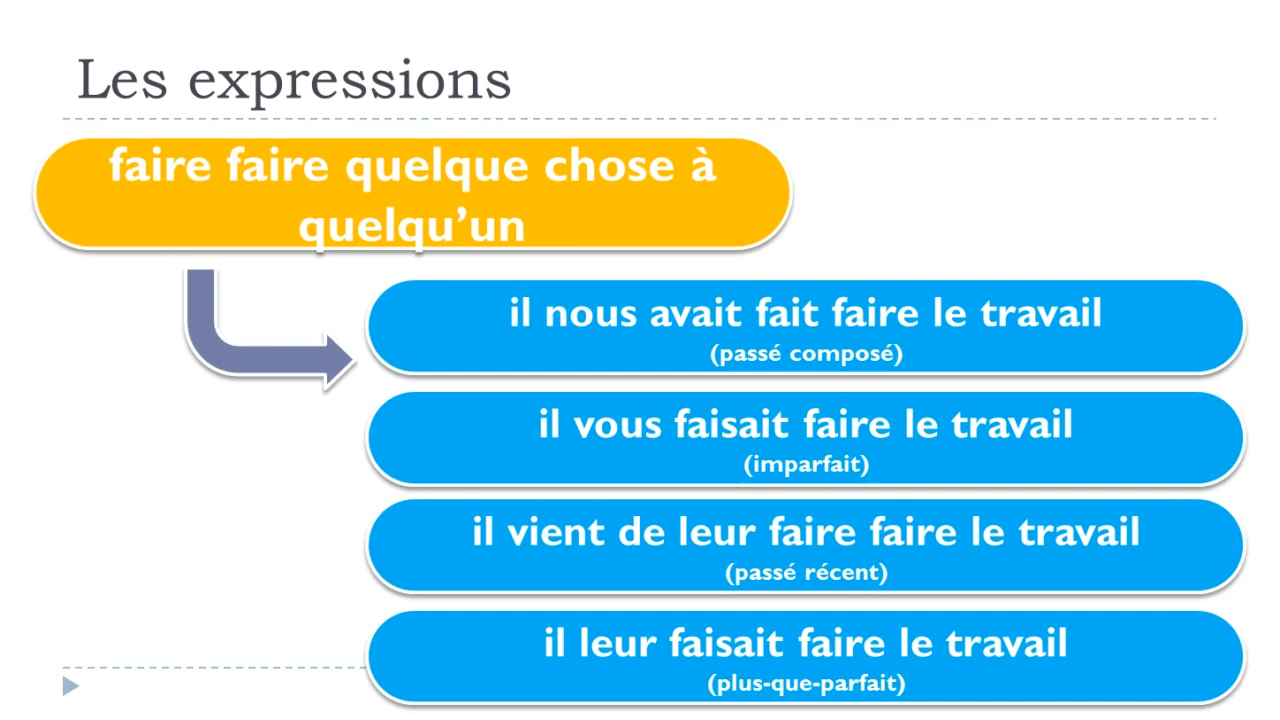 Les expressions
faire faire quelque chose à
quelqu’un
il nous avait fait faire le travail
(passé composé)
il vous faisait faire le travail
(imparfait)
il vient de leur faire faire le travail
(passé récent)
il leur faisait faire le travail
(plus-que-parfait)